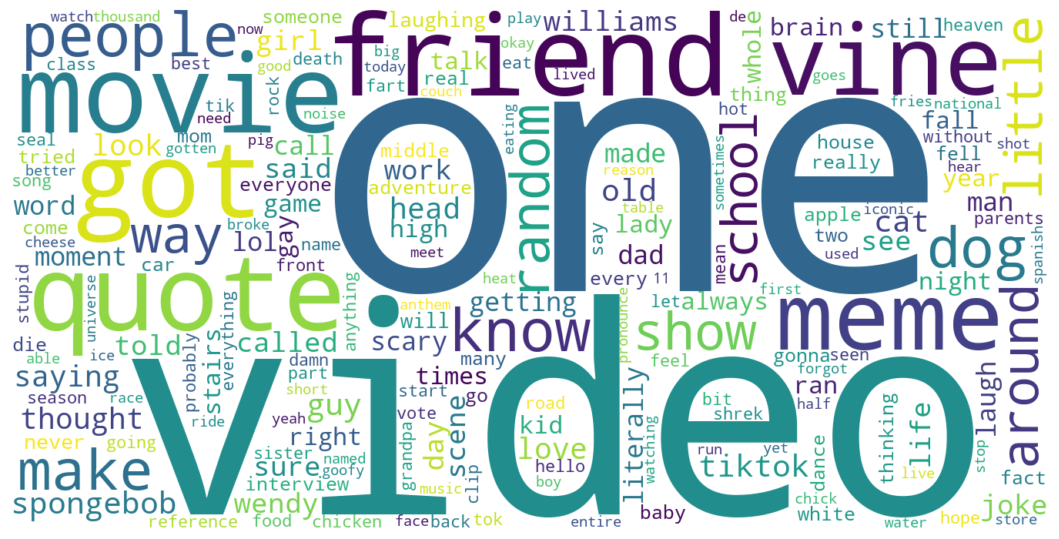 watch thousand now someone laughing play williams de brain still heaven
people girl friend vine little
class best good death big okay eat talk whole goes
movie tik rock fart real today couch lived thing fries national
need noise hot fall
seal mom pig call one eating random school house really without shot
tried look gotten said middle made sometimes fell hear
better got everyone work reason old year
song adventure apple iconic man
word game head table lady cat parents
come way broke lol gay name high say dad two see dog spanish
cheese moment front meet used
car heat every 11 mean night
stupid quote universe anything anthem getting let always first around
will know pronounce show meme
die told called scary feel gonna seen laugh
able ice everything stairs damn many times literally bit forgot
saying probably part go road shrek ran
season race short start kid run half
thought ride guy yeah vote scene love tiktok yet dance thinking life joke
never going right day hello watching stop
make sister named grandpa clip boy video chick live fact
sure goofy interview music baby white
spongebob wendy face back tok water hope store
reference food chicken entire